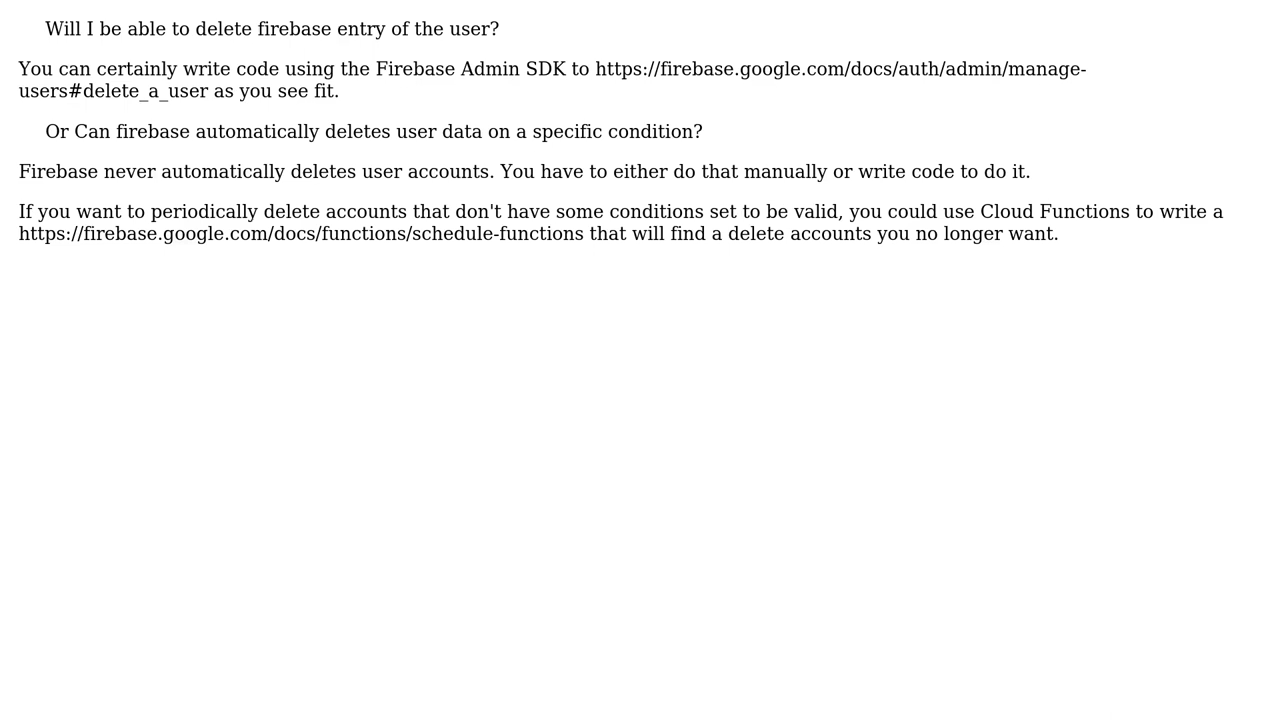 Will I be able to delete firebase entry of the user?
You can certainly write code using the Firebase Admin SDK to https://firebase.google.com/docs/auth/admin/manage-
users#delete_a_user as you see fit.
Or Can firebase automatically deletes user data on a specific condition?
Firebase never automatically deletes user accounts. You have to either do that manually or write code to do it.
If you want to periodically delete accounts that don't have some conditions set to be valid, you could use Cloud Functions to write a
https://firebase.google.com/docs/functions/schedule-functions that will find a delete accounts you no longer want.